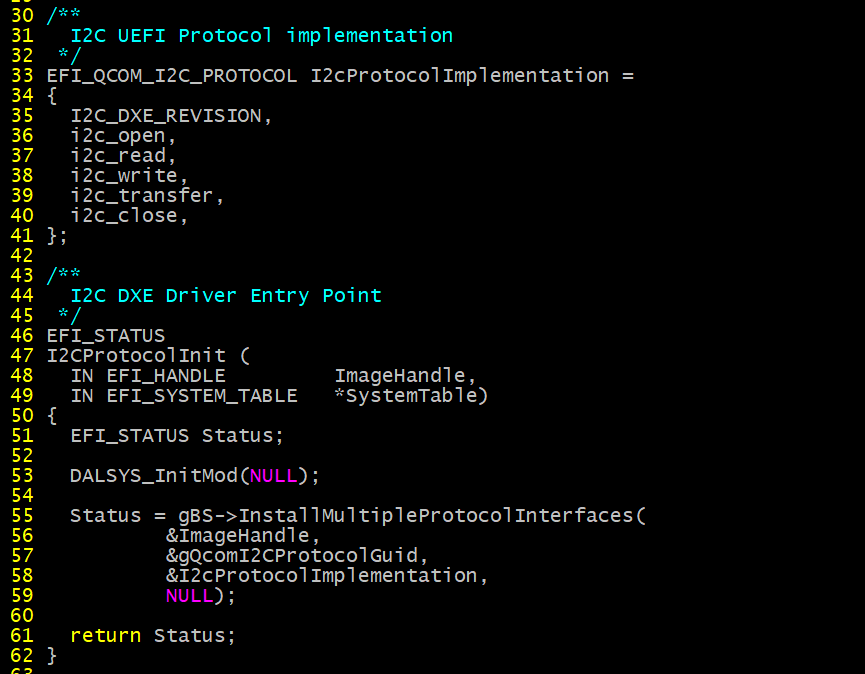 30 /**
31   I2C UEFI Protocol implementation
32  */
33 EFI_QCOM_I2C_PROTOCOL I2cProtocolImplementation =
34 {
35   I2C_DXE_REVISION,
36   i2c_open,
37   i2c_read,
38   i2c_write,
39   i2c_transfer,
40   i2c_close,
41 };
42
43 /**
44   I2C DXE Driver Entry Point
45  */
46 EFI_STATUS
47 I2CProtocolInit (
48   IN EFI_HANDLE         ImageHandle,
49   IN EFI_SYSTEM_TABLE   *SystemTable)
50 {
51   EFI_STATUS Status;
52
53   DALSYS_InitMod(NULL);
54
55   Status = gBS->InstallMultipleProtocolInterfaces(
56           &ImageHandle,
57           &gQcomI2CProtocolGuid,
58           &I2cProtocolImplementation,
59           NULL);
60
61   return Status;
62 }